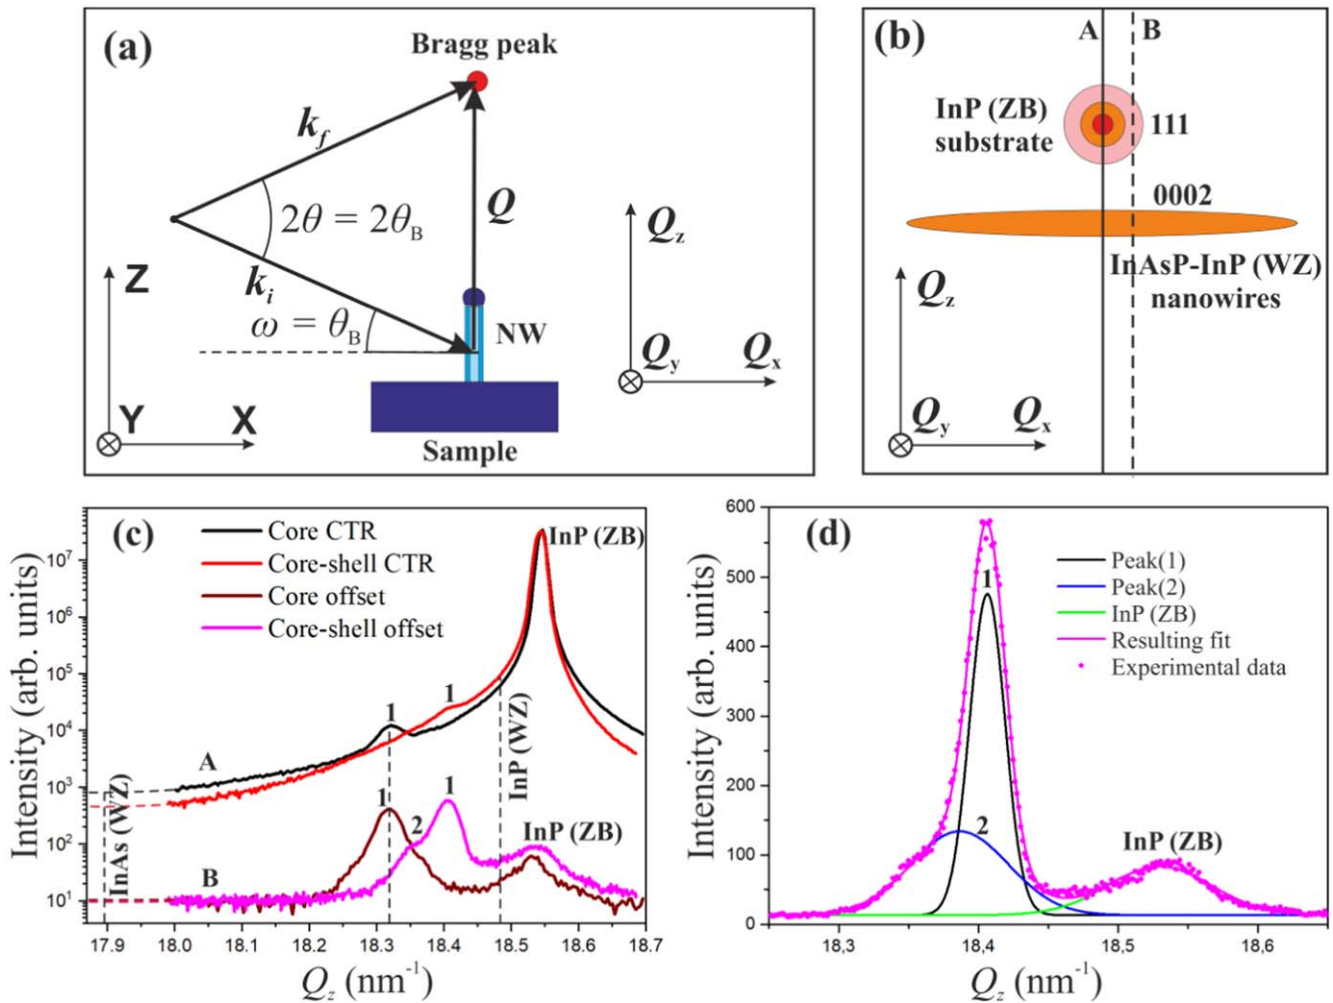 (a)
Bragg peak
k_f
2θ = 2θ_B
Q
k_i
ω = θ_B
NW
Z
Y
X
Sample
Q_z
Q_y
Q_x
(b)
A
B
InP (ZB)
substrate
111
0002
InAsP-InP (WZ)
nanowires
Q_z
Q_y
Q_x
(c)
Core CTR
Core-shell CTR
Core offset
Core-shell offset
InP (ZB)
1
1
A
InP (WZ)
InAs (WZ)
1
2
1
InP (ZB)
B
10^7
10^6
10^5
10^4
10^3
10^2
10^1
Intensity (arb. units)
17.9 18.0 18.1 18.2 18.3 18.4 18.5 18.6 18.7
Q_z (nm^-1)
(d)
Peak(1)
Peak(2)
InP (ZB)
Resulting fit
Experimental data
1
2
InP (ZB)
600
500
400
300
200
100
0
Intensity (arb. units)
18,3 18,4 18,5 18,6
Q_z (nm^-1)